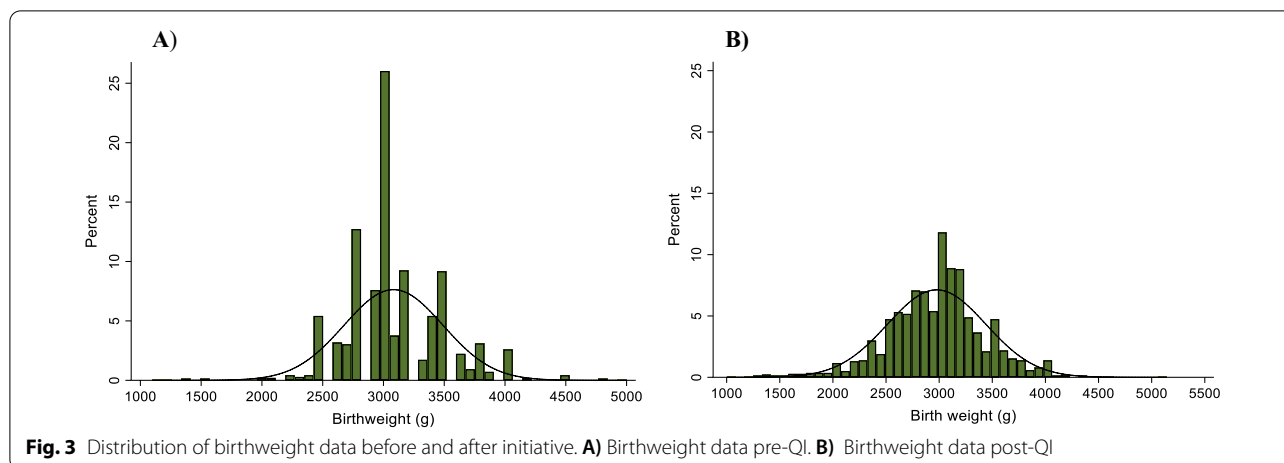 A)
B)
25
20
15
10
5
0
Percent
1000 1500 2000 2500 3000 3500 4000 4500 5000
Birthweight (g)
25
20
15
10
5
0
Percent
1000 1500 2000 2500 3000 3500 4000 4500 5000 5500
Birth weight (g)
Fig. 3 Distribution of birthweight data before and after initiative. A) Birthweight data pre-QI. B) Birthweight data post-QI